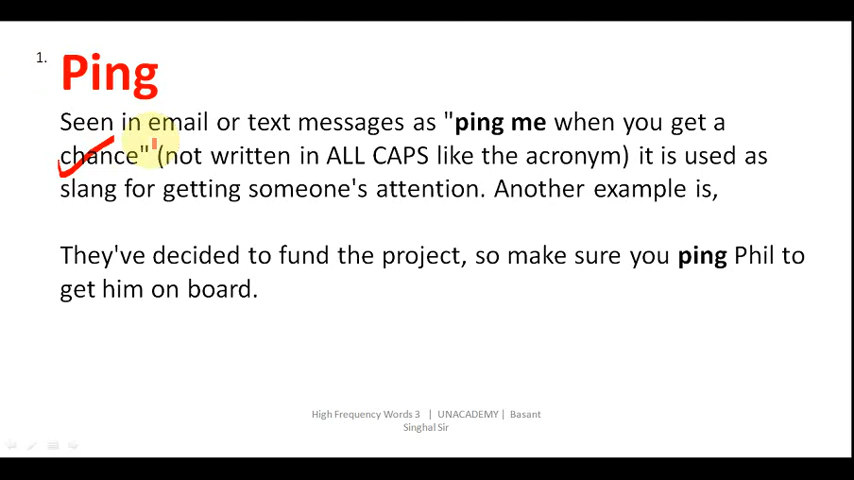 1.
Ping
Seen in email or text messages as "ping me when you get a
chance" (not written in ALL CAPS like the acronym) it is used as
slang for getting someone's attention. Another example is,
They've decided to fund the project, so make sure you ping Phil to
get him on board.
High Frequency Words 3 | UNACADEMY | Basant
Singhal Sir